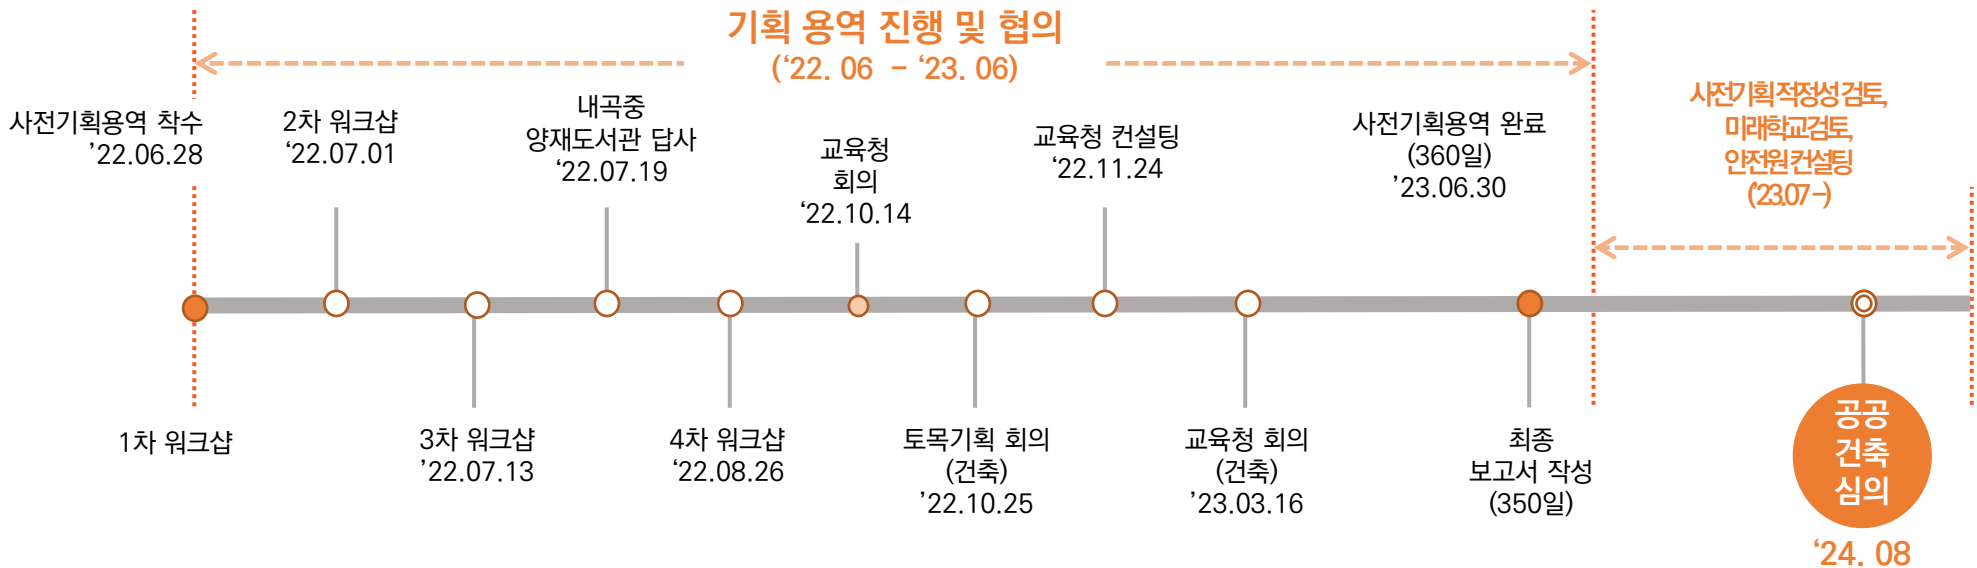 기획 용역 진행 및 협의
(‘22. 06 - ‘23. 06)
사전기획용역 착수
’22.06.28
2차 워크샵
‘22.07.01
내곡중
양재도서관 답사
‘22.07.19
교육청
회의
‘22.10.14
교육청 컨설팅
‘22.11.24
사전기획용역 완료
(360일)
’23.06.30
사전기획 적정성 검토,
미래학교검토,
안전원 컨설팅
(‘23.07 -)
1차 워크샵
3차 워크샵
’22.07.13
4차 워크샵
‘22.08.26
토목기획 회의
(건축)
’22.10.25
교육청 회의
(건축)
’23.03.16
최종
보고서 작성
(350일)
공공
건축
심의
‘24. 08